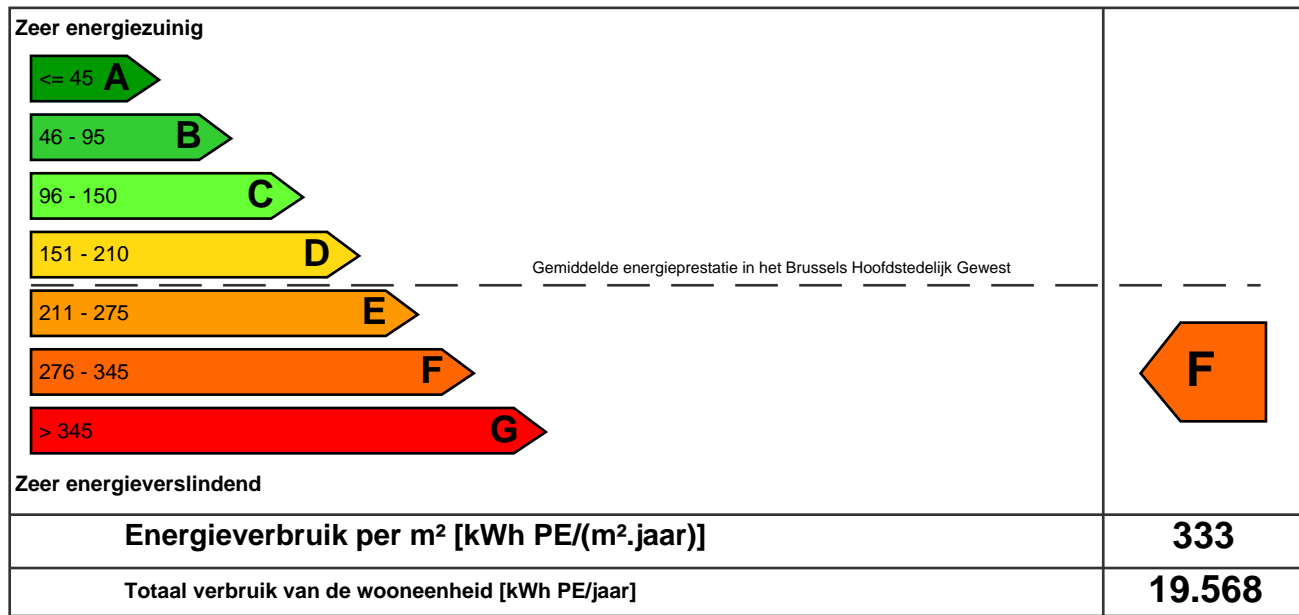 Zeer energiezuinig
<= 45 A
46 - 95 B
96 - 150 C
151 - 210 D
Gemiddelde energieprestatie in het Brussels Hoofdstedelijk Gewest
211 - 275 E
276 - 345 F
F
> 345 G
Zeer energieverslindend
Energieverbruik per m² [kWh PE/(m².jaar)] 333
Totaal verbruik van de wooneenheid [kWh PE/jaar] 19.568